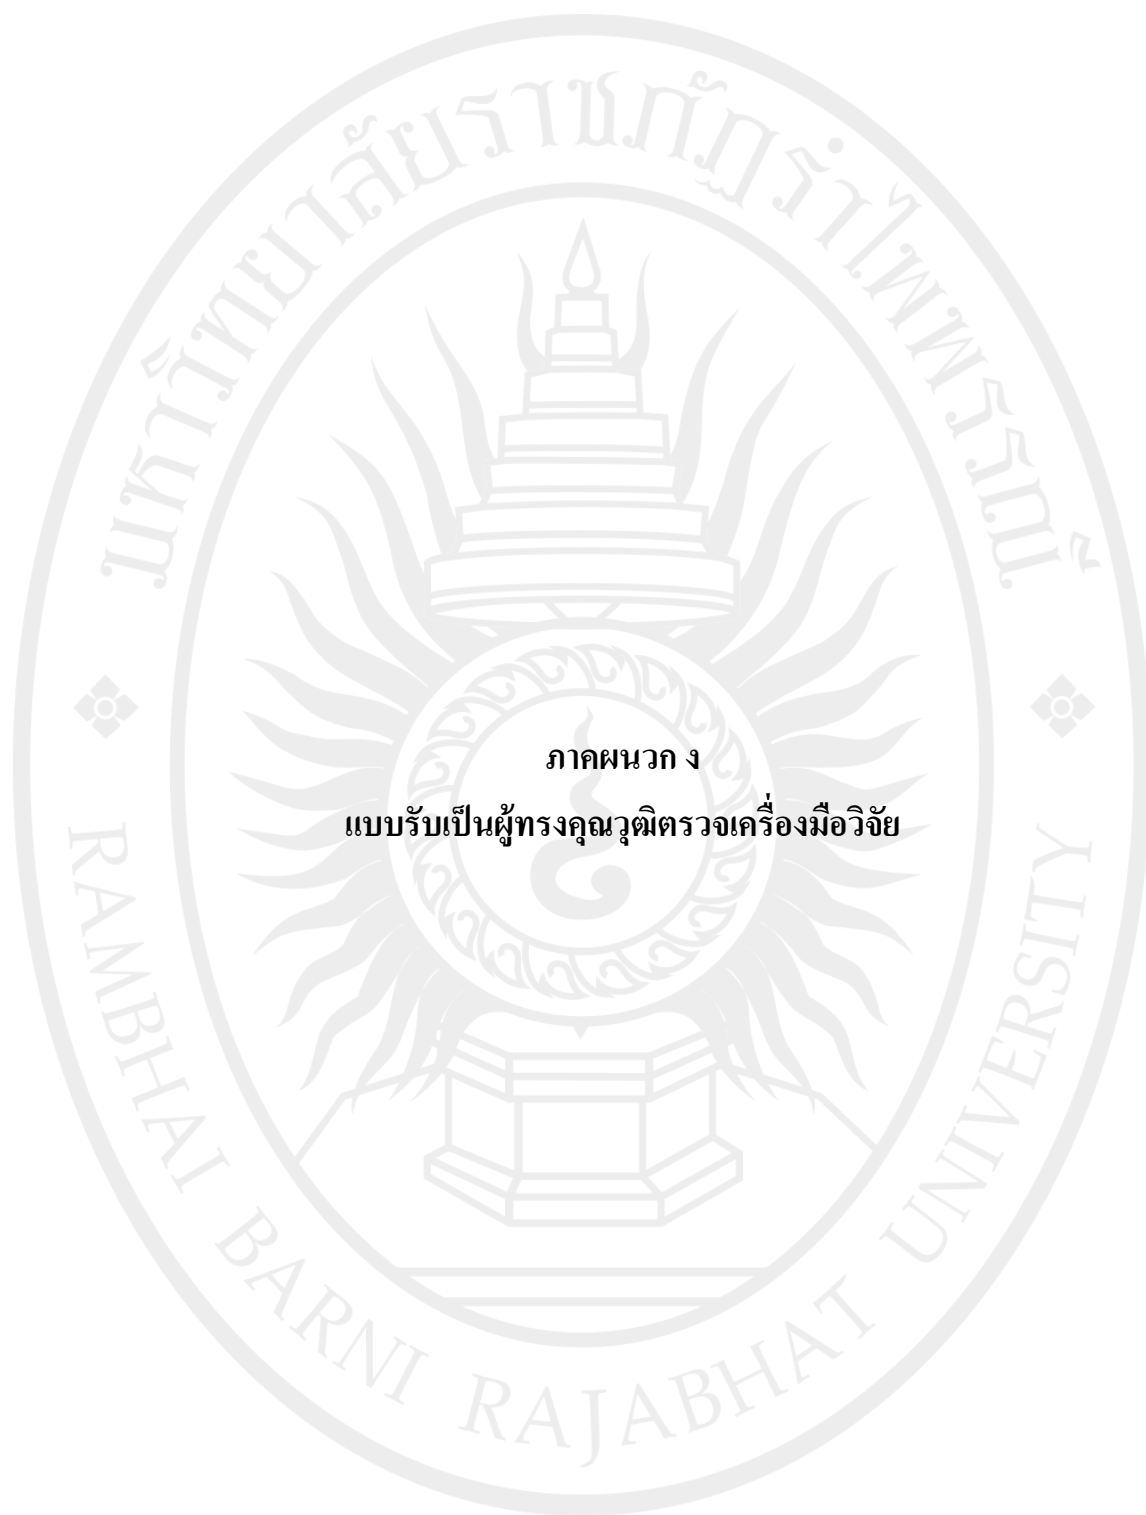 มหาวิทยาลัยราชภัฏรำไพพรรณี
ภาคผนวก ง
แบบรับเป็นผู้ทรงคุณวุฒิตรวจเครื่องมือวิจัย
RAMBHAI BARNI RAJABHAT UNIVERSITY